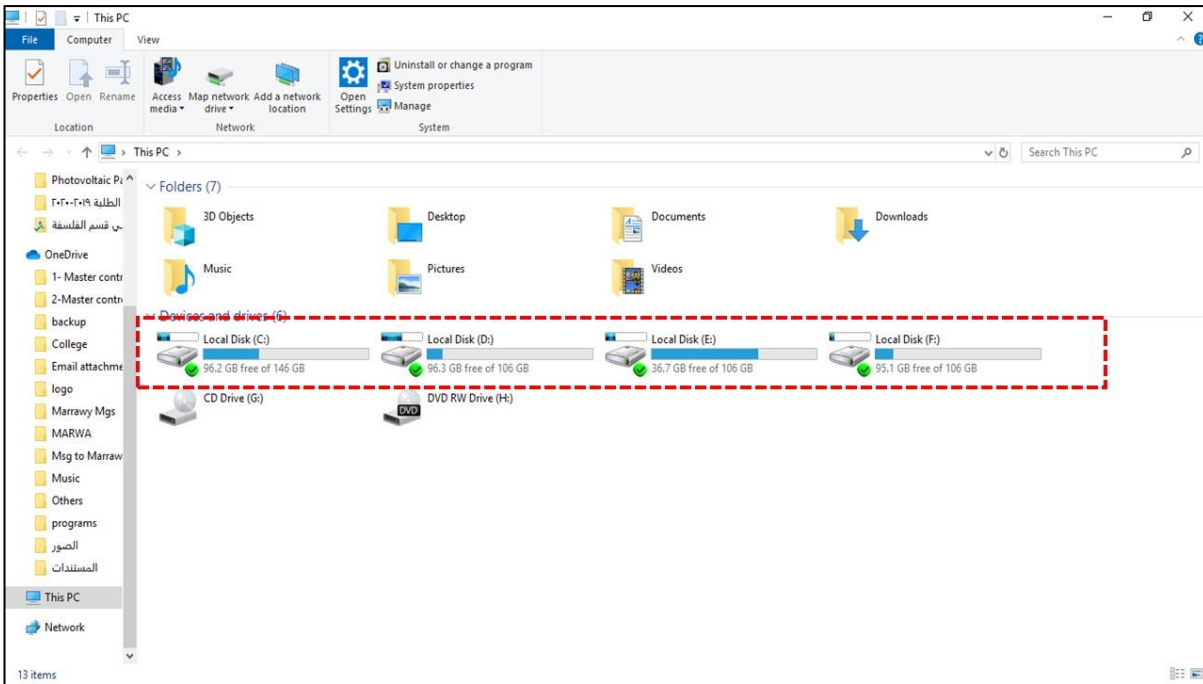 This PC
File Computer View
Properties Open Rename Access media Map network drive Add a network location Open Settings Uninstall or change a program
System properties
Manage
Location Network System
This PC Search This PC
Photovoltaic Pa
الطلبة ٢٠١٩-٢٠٢٠
ي قسم الفلسفة
OneDrive
1- Master contr
2-Master contr
backup
College
Email attachme
logo
Marrawy Mgs
MARWA
Msg to Marraw
Music
Others
programs
الصور
المستندات
This PC
Network
Folders (7)
3D Objects Desktop Documents Downloads
Music Pictures Videos
Devices and drives (6)
Local Disk (C:) Local Disk (D:) Local Disk (E:) Local Disk (F:)
96.2 GB free of 146 GB 96.3 GB free of 106 GB 36.7 GB free of 106 GB 95.1 GB free of 106 GB
CD Drive (G:) DVD RW Drive (H:)
DVD
13 items